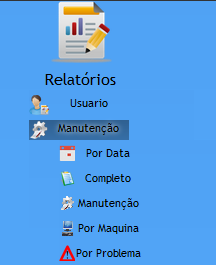 Relatórios
Usuario
Manutenção
Por Data
Completo
Manutenção
Por Maquina
Por Problema